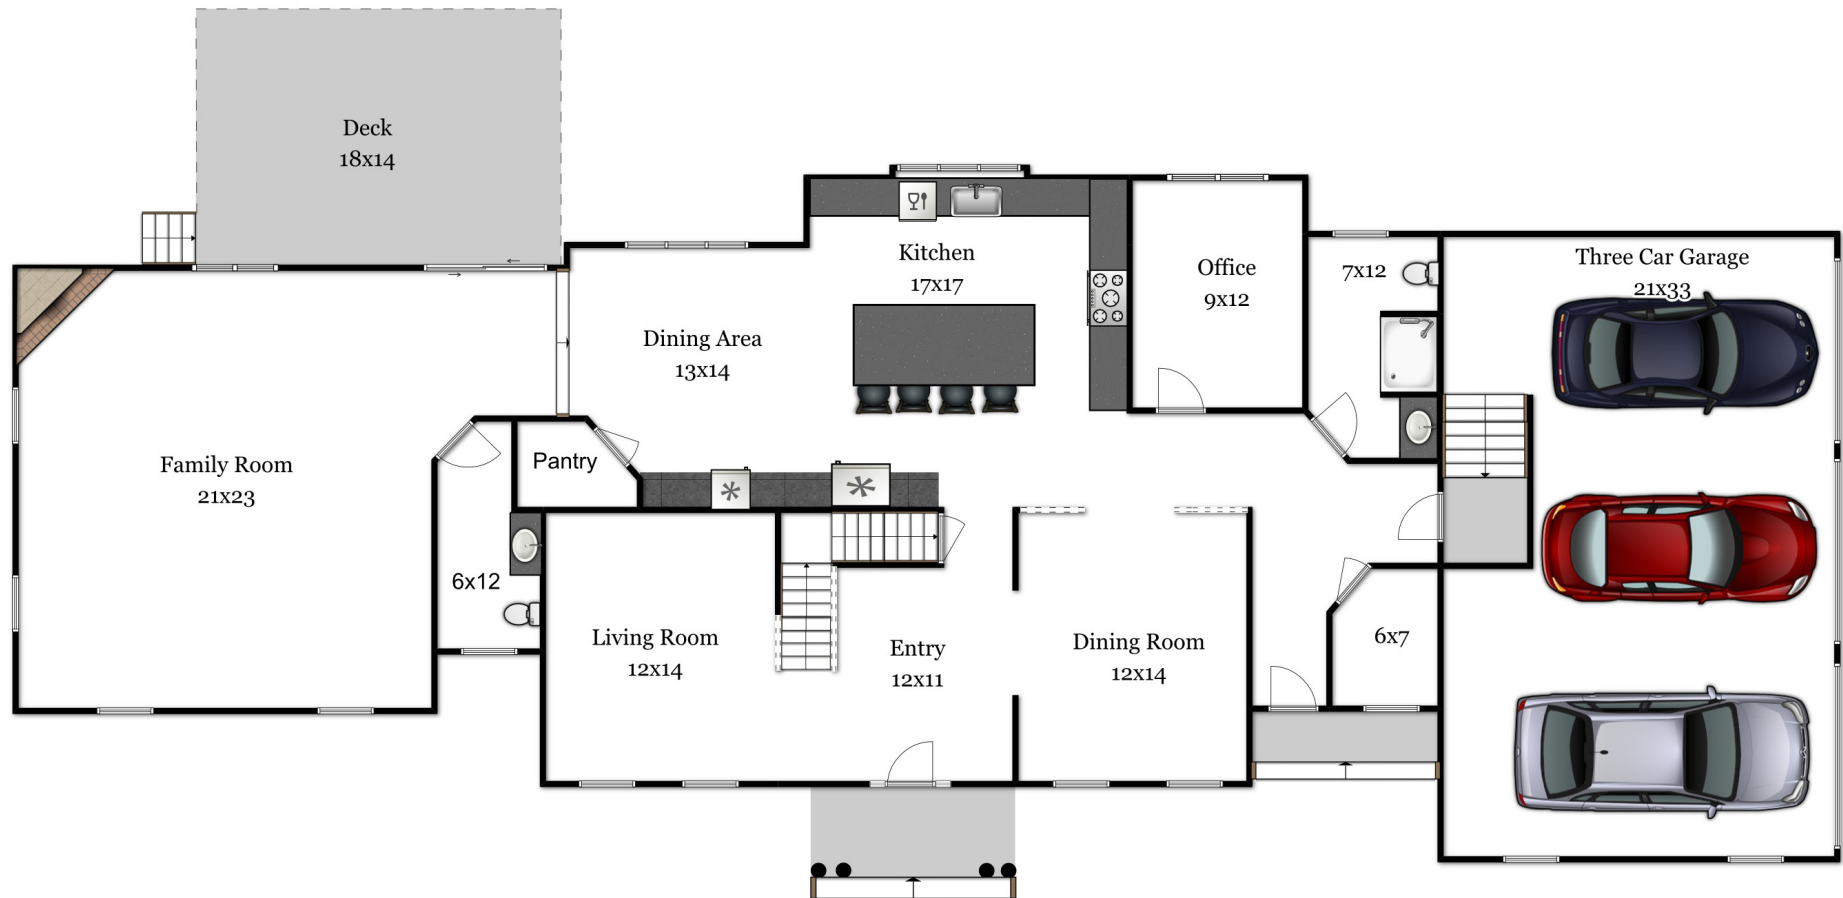 Deck
18x14
Kitchen
17x17
Office
9x12
7x12
Three Car Garage
21x33
Dining Area
13x14
Family Room
21x23
Pantry
6x12
Living Room
12x14
Entry
12x11
Dining Room
12x14
6x7